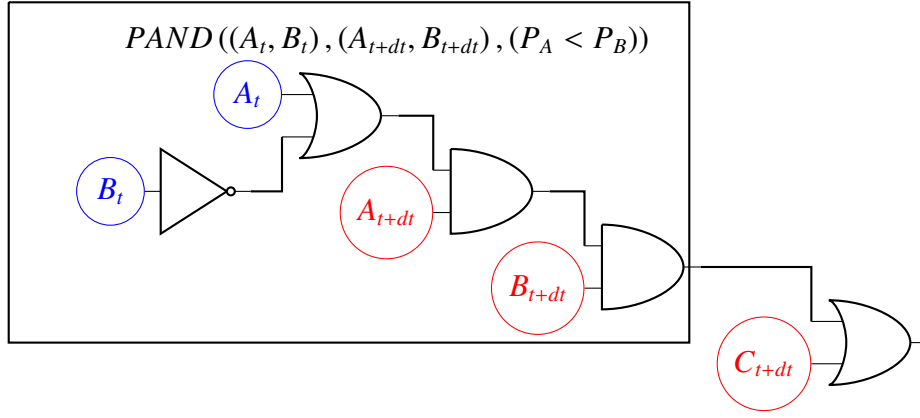 PAND ((A_t, B_t) , (A_{t+dt}, B_{t+dt}) , (P_A < P_B))
A_t
B_t
A_{t+dt}
B_{t+dt}
C_{t+dt}